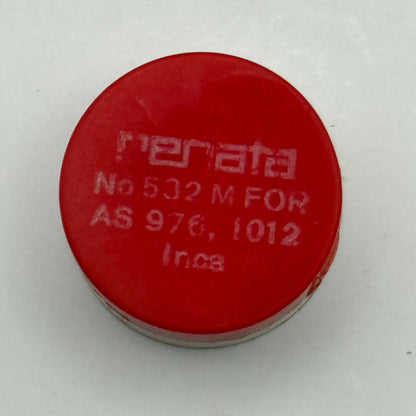 renata
No 532 M FOR
AS 976, 1012
Inca